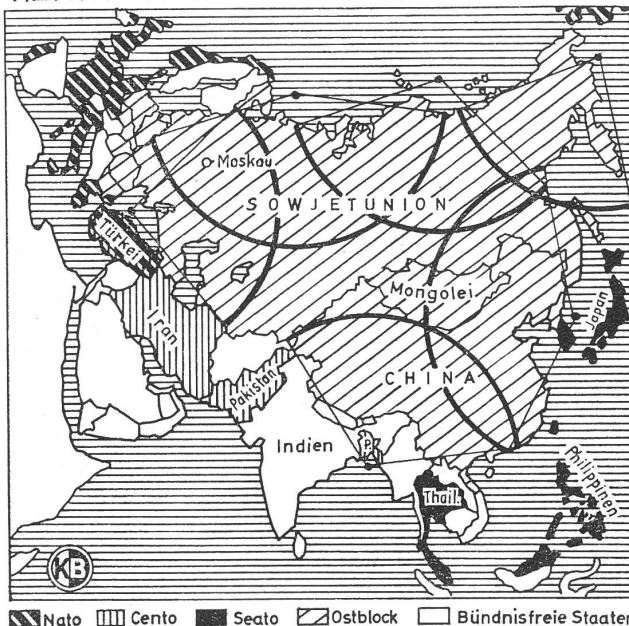 Moskau
SOWJETUNION
Türkei
Mongolei
Iran
Japan
CHINA
Pakistan
Indien
P.
Thail.
Philippinen
KB
Nato Cento Seato Ostblock Bündnisfreie Staaten